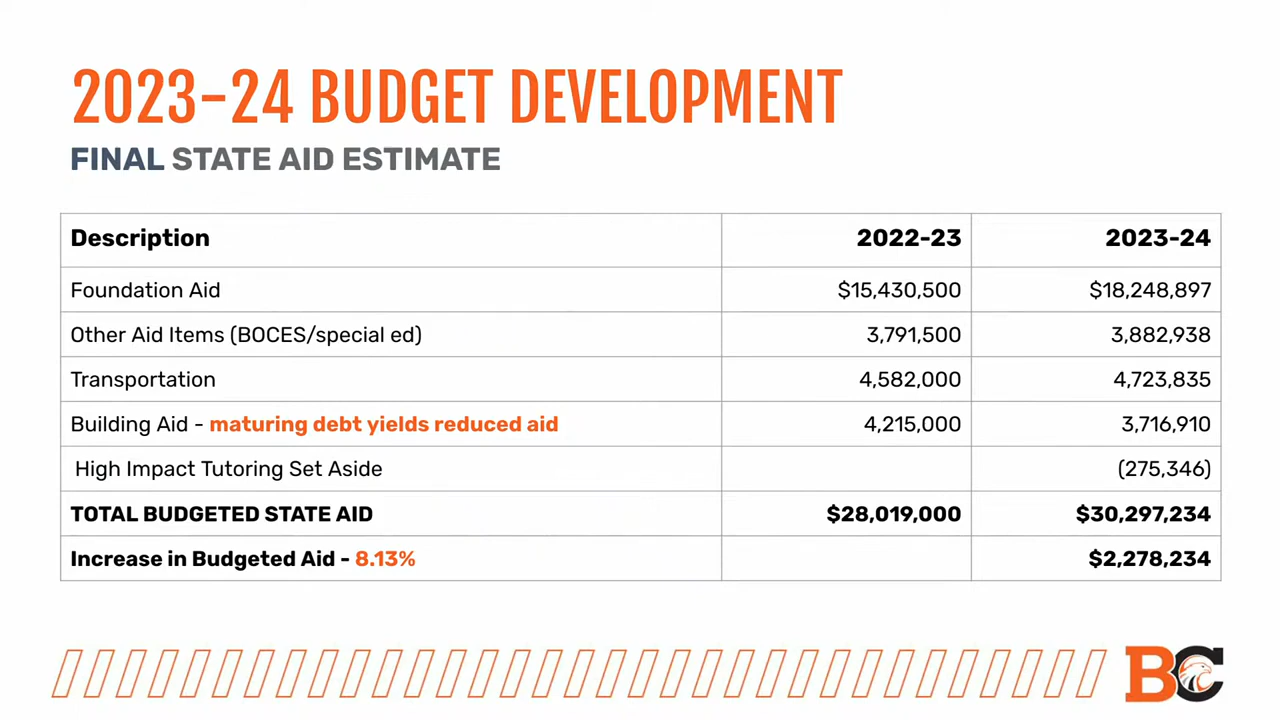 2023-24 BUDGET DEVELOPMENT
FINAL STATE AID ESTIMATE
Description 2022-23 2023-24
Foundation Aid $15,430,500 $18,248,897
Other Aid Items (BOCES/special ed) 3,791,500 3,882,938
Transportation 4,582,000 4,723,835
Building Aid - maturing debt yields reduced aid 4,215,000 3,716,910
High Impact Tutoring Set Aside (275,346)
TOTAL BUDGETED STATE AID $28,019,000 $30,297,234
Increase in Budgeted Aid - 8.13% $2,278,234
BC